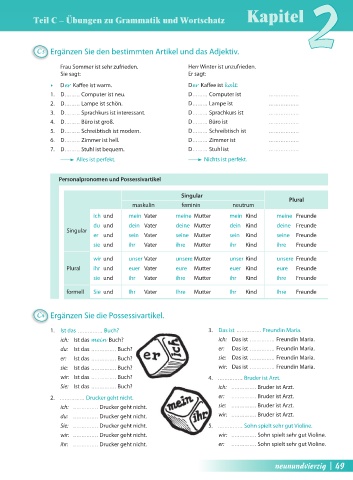 Teil C – Übungen zu Grammatik und Wortschatz Kapitel 2
C3 Ergänzen Sie den bestimmten Artikel und das Adjektiv.
Frau Sommer ist sehr zufrieden. Herr Winter ist unzufrieden.
Sie sagt: Er sagt:
• Der Kaffee ist warm. Der Kaffee ist kalt.
1. D......... Computer ist neu. D......... Computer ist ..................
2. D......... Lampe ist schön. D......... Lampe ist ..................
3. D......... Sprachkurs ist interessant. D......... Sprachkurs ist ..................
4. D......... Büro ist groß. D......... Büro ist ..................
5. D......... Schreibtisch ist modern. D......... Schreibtisch ist ..................
6. D......... Zimmer ist hell. D......... Zimmer ist ..................
7. D......... Stuhl ist bequem. D......... Stuhl ist ..................
Alles ist perfekt. Nichts ist perfekt.
Personalpronomen und Possessivartikel
Singular Plural
maskulin feminin neutrum
Singular
ich und mein Vater meine Mutter mein Kind meine Freunde
du und dein Vater deine Mutter dein Kind deine Freunde
er und sein Vater seine Mutter sein Kind seine Freunde
sie und ihr Vater ihre Mutter ihr Kind ihre Freunde
wir und unser Vater unsere Mutter unser Kind unsere Freunde
Plural ihr und euer Vater eure Mutter euer Kind eure Freunde
sie und ihr Vater ihre Mutter ihr Kind ihre Freunde
formell Sie und Ihr Vater Ihre Mutter Ihr Kind Ihre Freunde
C4 Ergänzen Sie die Possessivartikel.
1. Ist das ............... Buch?
ich: Ist das mein Buch?
du: Ist das ............... Buch?
er: Ist das ............... Buch?
sie: Ist das ............... Buch?
wir: Ist das ............... Buch?
Sie: Ist das ............... Buch?
2. ............... Drucker geht nicht.
ich: ............... Drucker geht nicht.
du: ............... Drucker geht nicht.
Sie: ............... Drucker geht nicht.
wir: ............... Drucker geht nicht.
ihr: ............... Drucker geht nicht.
er
ich
mein
ihr
3. Das ist ............... Freundin Maria.
ich: Das ist ............... Freundin Maria.
er: Das ist ............... Freundin Maria.
sie: Das ist ............... Freundin Maria.
wir: Das ist ............... Freundin Maria.
4. ............... Bruder ist Arzt.
ich: ............... Bruder ist Arzt.
er: ............... Bruder ist Arzt.
sie: ............... Bruder ist Arzt.
wir: ............... Bruder ist Arzt.
5. ............... Sohn spielt sehr gut Violine.
wir: ............... Sohn spielt sehr gut Violine.
er: ............... Sohn spielt sehr gut Violine.
neunundvierzig | 49